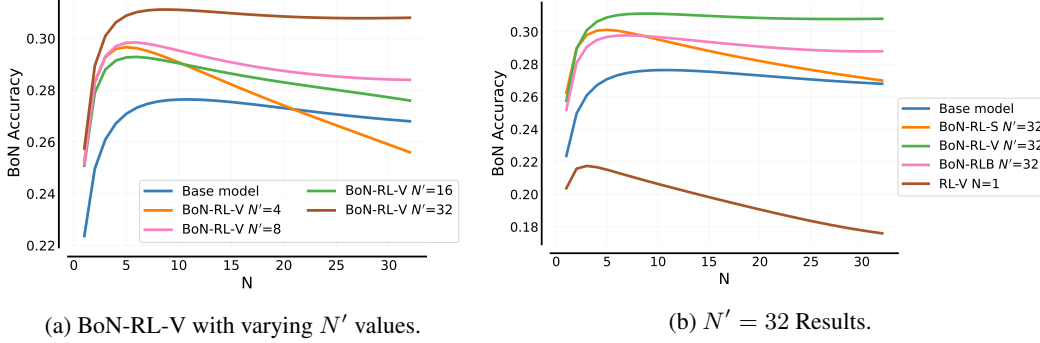 BoN Accuracy
0.30
0.28
0.26
0.24
0.22
0
5
10
15
20
25
30
N
Base model
BoN-RL-V N'=4
BoN-RL-V N'=8
BoN-RL-V N'=16
BoN-RL-V N'=32
(a) BoN-RL-V with varying N′ values.
BoN Accuracy
0.30
0.28
0.26
0.24
0.22
0.20
0.18
0
5
10
15
20
25
30
N
Base model
BoN-RL-S N'=32
BoN-RL-V N'=32
BoN-RLB N'=32
RL-V N=1
(b) N′ = 32 Results.